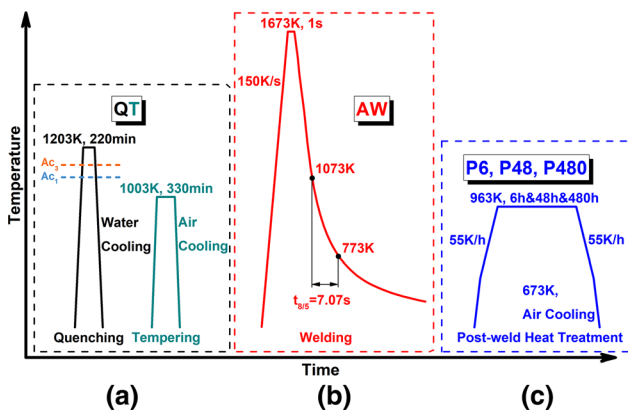 Temperature
QT
1203K, 220min
Ac3
Ac1
1003K, 330min
Water
Cooling
Air
Cooling
Quenching
Tempering
1673K, 1s
150K/s
AW
1073K
773K
t8/5=7.07s
Welding
P6, P48, P480
963K, 6h&48h&480h
55K/h
55K/h
673K,
Air Cooling
Post-weld Heat Treatment
Time
(a)
(b)
(c)